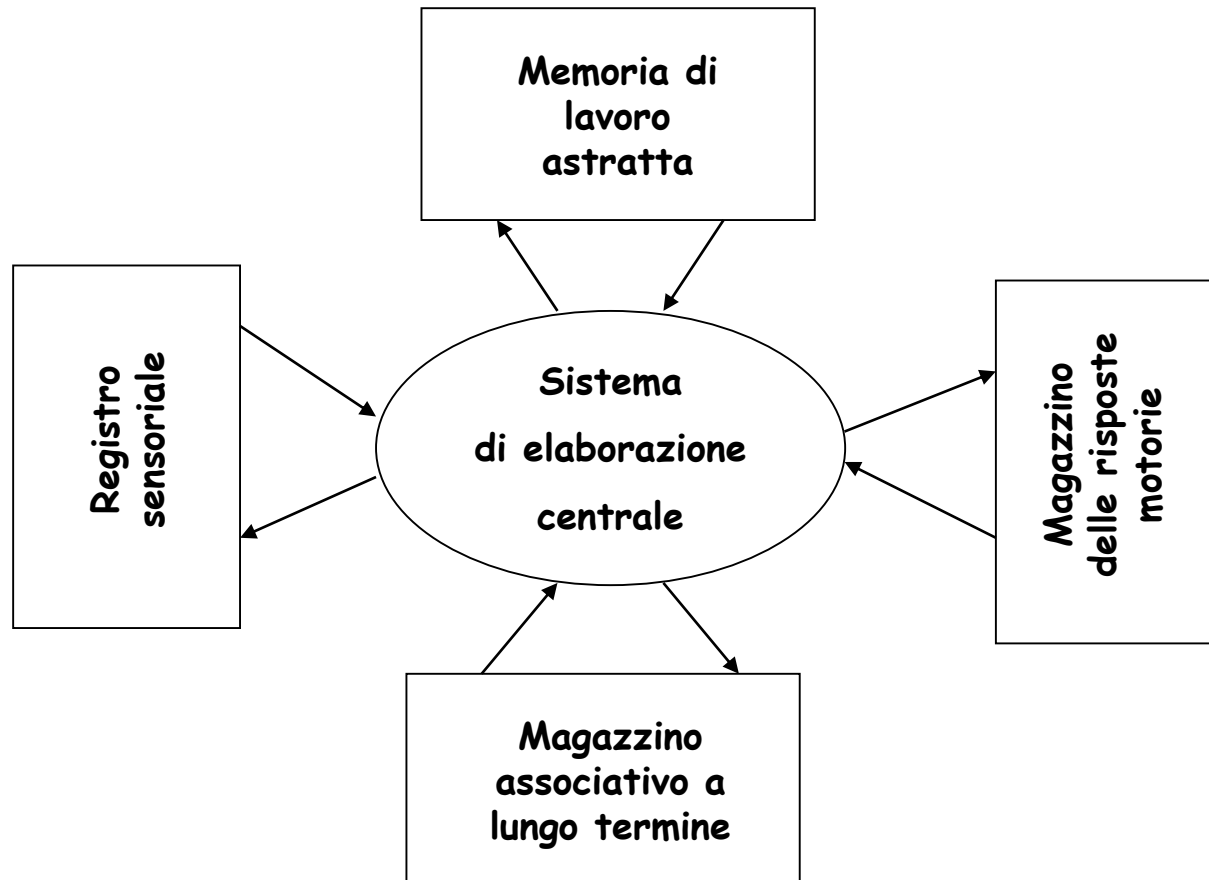 Memoria di
lavoro
astratta
Registro
sensoriale
Sistema
di elaborazione
centrale
Magazzino
delle risposte
motorie
Magazzino
associativo a
lungo termine